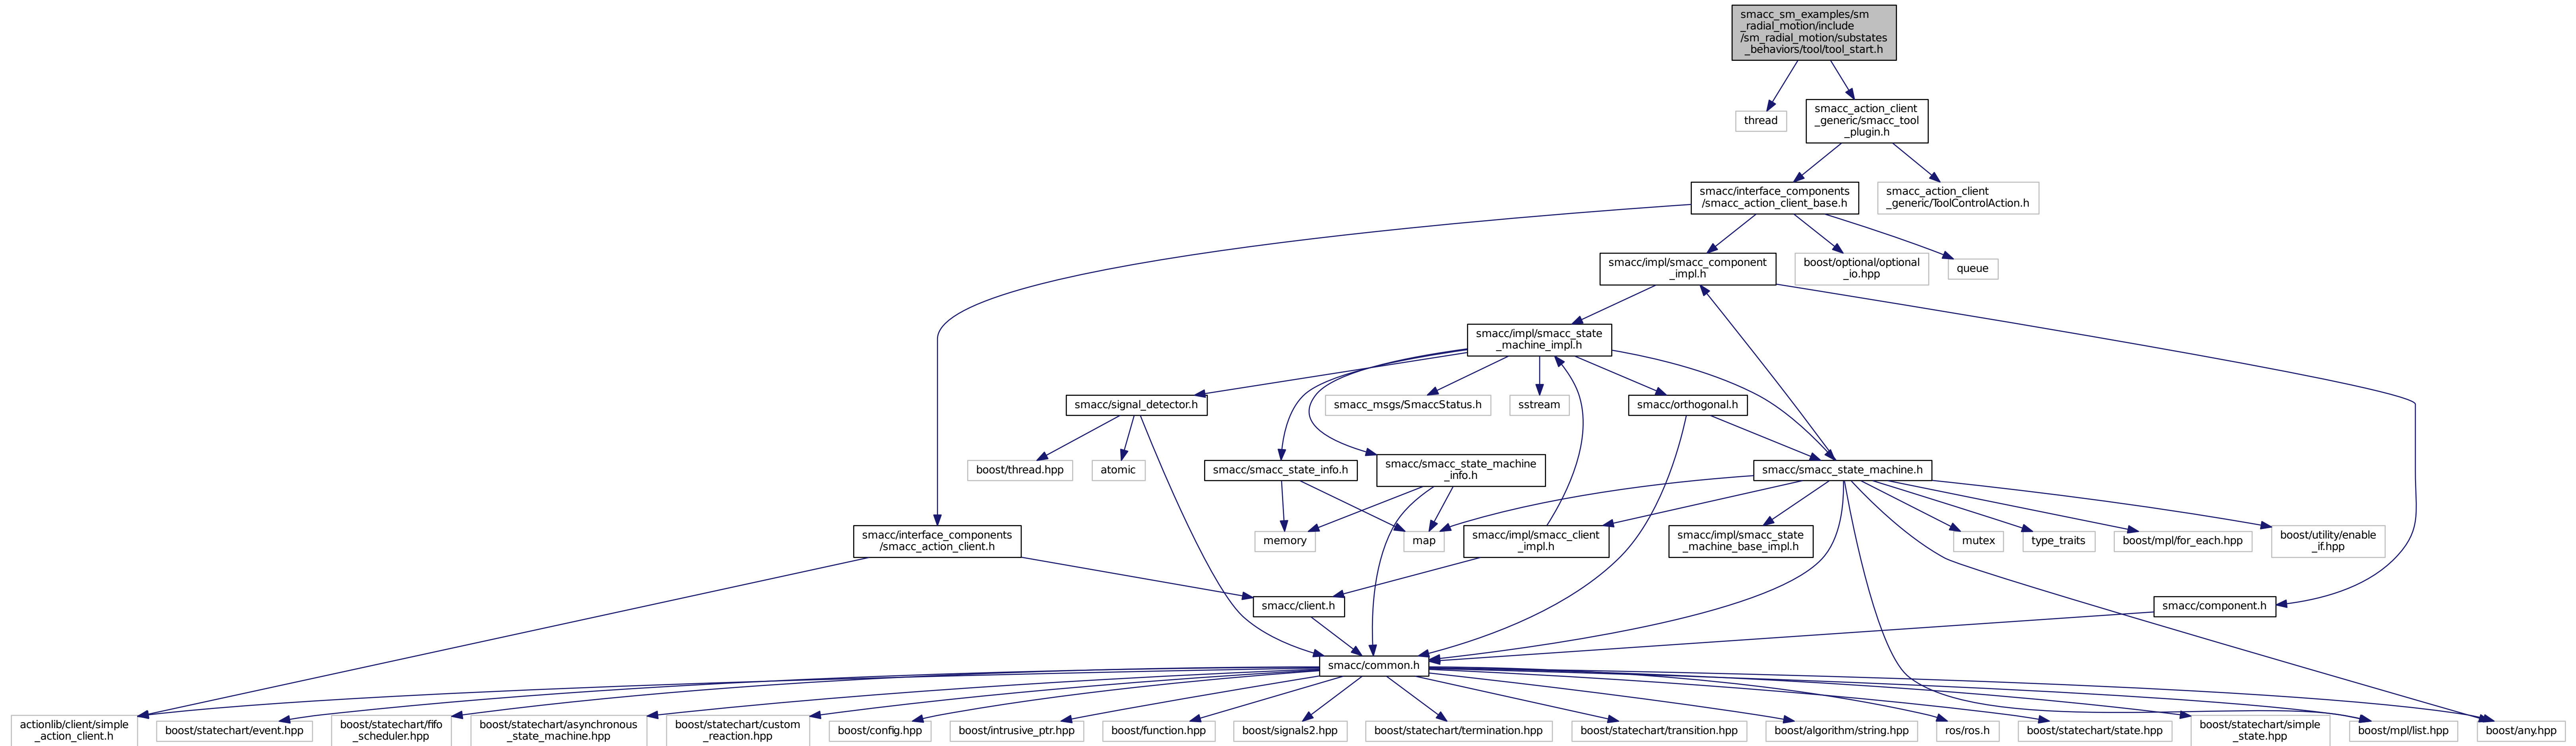 smacc_sm_examples/sm
_radial_motion/include
/sm_radial_motion/substates
_behaviors/tool/tool_start.h
thread
smacc_action_client
_generic/smacc_tool
_plugin.h
smacc/interface_components
/smacc_action_client_base.h
smacc_action_client
_generic/ToolControlAction.h
smacc/impl/smacc_component
_impl.h
boost/optional/optional
_io.hpp
queue
smacc/impl/smacc_state
_machine_impl.h
smacc/signal_detector.h
smacc_msgs/SmaccStatus.h
sstream
smacc/orthogonal.h
boost/thread.hpp
atomic
smacc/smacc_state_info.h
smacc/smacc_state_machine
_info.h
smacc/smacc_state_machine.h
smacc/interface_components
/smacc_action_client.h
memory
map
smacc/impl/smacc_client
_impl.h
smacc/impl/smacc_state
_machine_base_impl.h
mutex
type_traits
boost/mpl/for_each.hpp
boost/utility/enable
_if.hpp
smacc/client.h
smacc/component.h
smacc/common.h
actionlib/client/simple
_action_client.h
boost/statechart/event.hpp
boost/statechart/fifo
_scheduler.hpp
boost/statechart/asynchronous
_state_machine.hpp
boost/statechart/custom
_reaction.hpp
boost/config.hpp
boost/intrusive_ptr.hpp
boost/function.hpp
boost/signals2.hpp
boost/statechart/termination.hpp
boost/statechart/transition.hpp
boost/algorithm/string.hpp
ros/ros.h
boost/statechart/state.hpp
boost/statechart/simple
_state.hpp
boost/mpl/list.hpp
boost/any.hpp